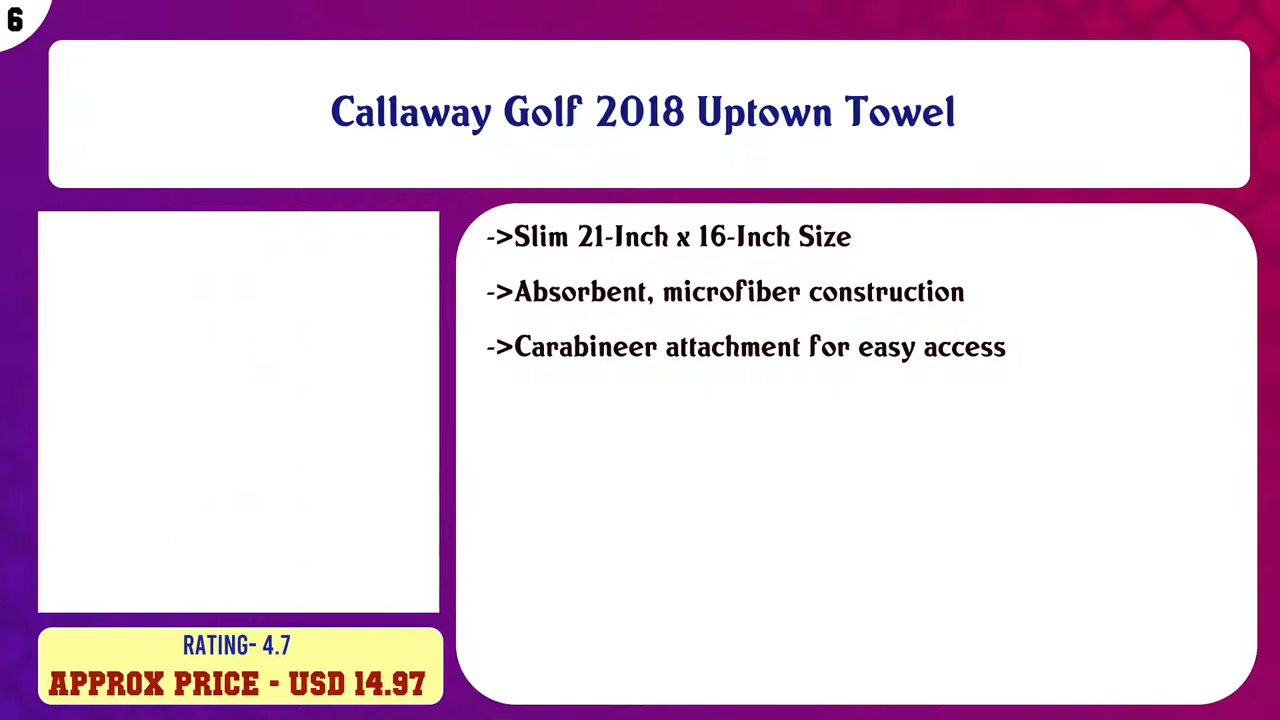 6
Callaway Golf 2018 Uptown Towel
->Slim 21-Inch x 16-Inch Size
->Absorbent, microfiber construction
->Carabineer attachment for easy access
RATING- 4.7
APPROX PRICE - USD 14.97